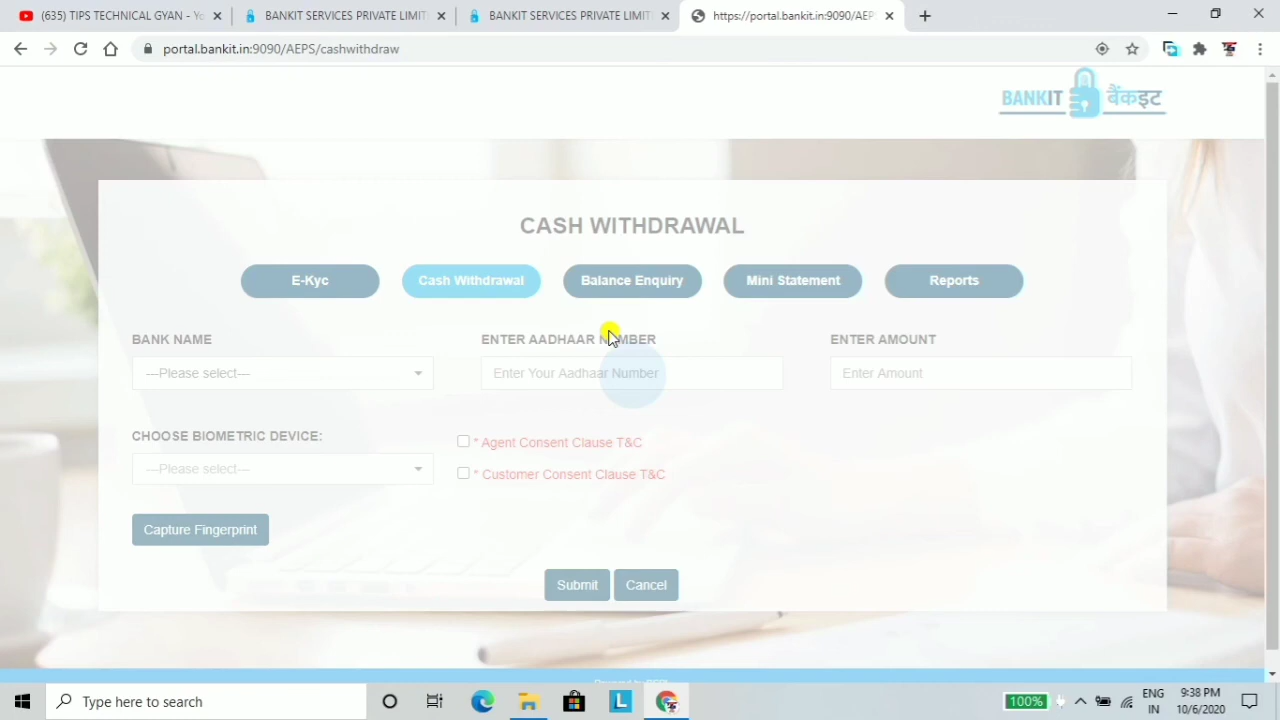 (635) TIPS TECHNICAL GYAN - Yo
BANKIT SERVICES PRIVATE LIMIT
BANKIT SERVICES PRIVATE LIMIT
https://portal.bankit.in:9090/AEP
portal.bankit.in:9090/AEPS/cashwithdraw
BANKIT बैंकइट
CASH WITHDRAWAL
E-Kyc
Cash Withdrawal
Balance Enquiry
Mini Statement
Reports
BANK NAME
ENTER AADHAAR NUMBER
ENTER AMOUNT
---Please select---
Enter Your Aadhaar Number
Enter Amount
CHOOSE BIOMETRIC DEVICE:
* Agent Consent Clause T&C
---Please select---
* Customer Consent Clause T&C
Capture Fingerprint
Submit
Cancel
Type here to search
100%
ENG
IN
9:38 PM
10/6/2020